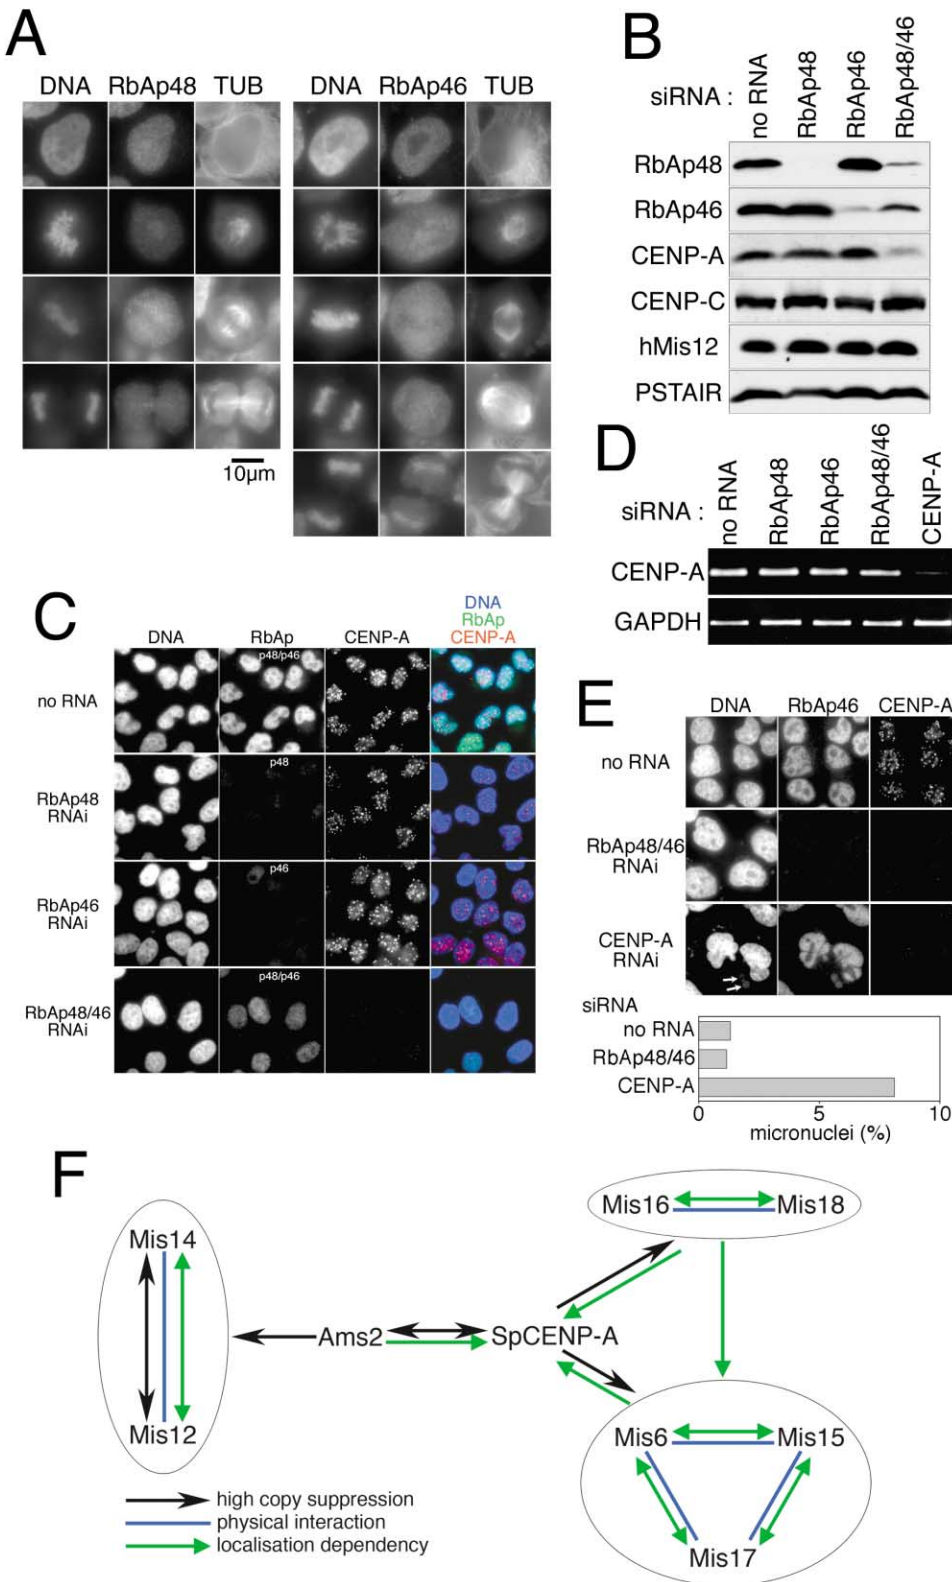 A
DNA RbAp48 TUB DNA RbAp46 TUB
10μm
B
siRNA :
no RNA
RbAp48
RbAp46
RbAp48/46
RbAp48
RbAp46
CENP-A
CENP-C
hMis12
PSTAIR
D
siRNA :
no RNA
RbAp48
RbAp46
RbAp48/46
CENP-A
CENP-A
GAPDH
C
DNA RbAp CENP-A
DNA
RbAp
CENP-A
no RNA
p48/p46
RbAp48
RNAi
p48
RbAp46
RNAi
p46
RbAp48/46
RNAi
p48/p46
E
DNA RbAp46 CENP-A
no RNA
RbAp48/46
RNAi
CENP-A
RNAi
siRNA
no RNA
RbAp48/46
CENP-A
0 5 10
micronuclei (%)
F
Mis14
Mis12
Ams2
SpCENP-A
Mis16 Mis18
Mis6 Mis15
Mis17
high copy suppression
physical interaction
localisation dependency